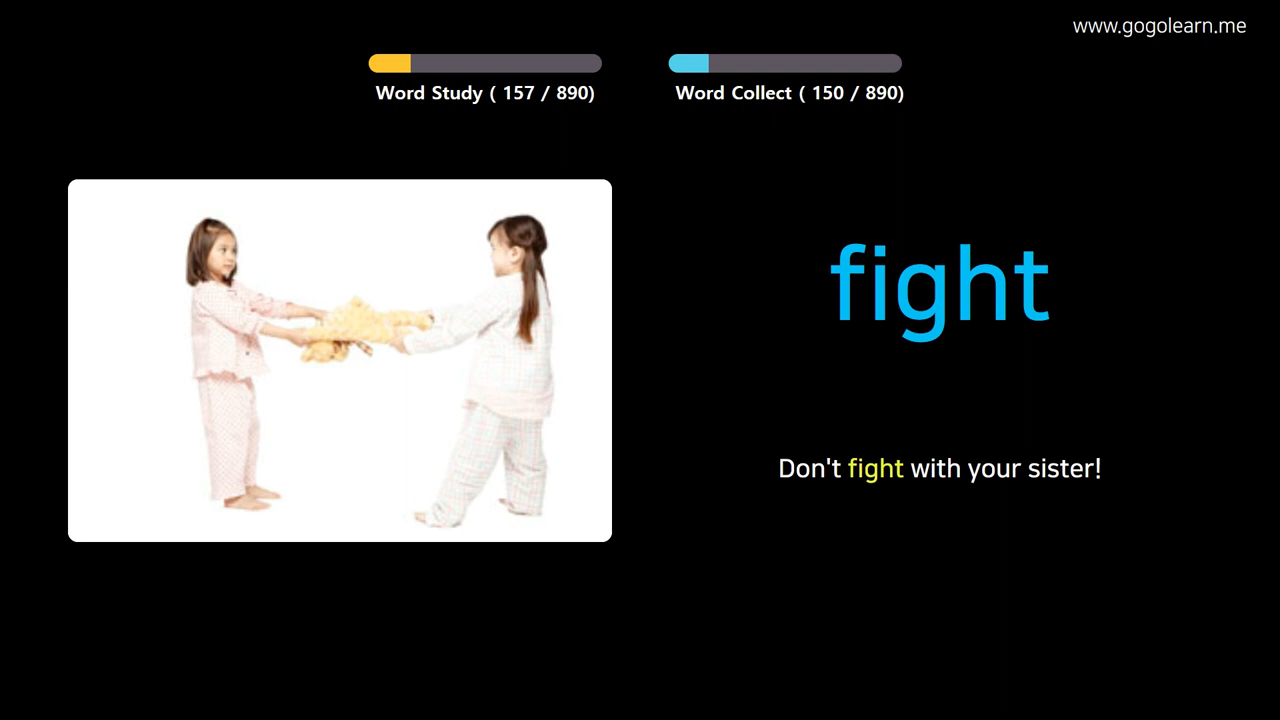 www.gogolearn.me
Word Study ( 157 / 890)
Word Collect ( 150 / 890)
fight
Don't fight with your sister!